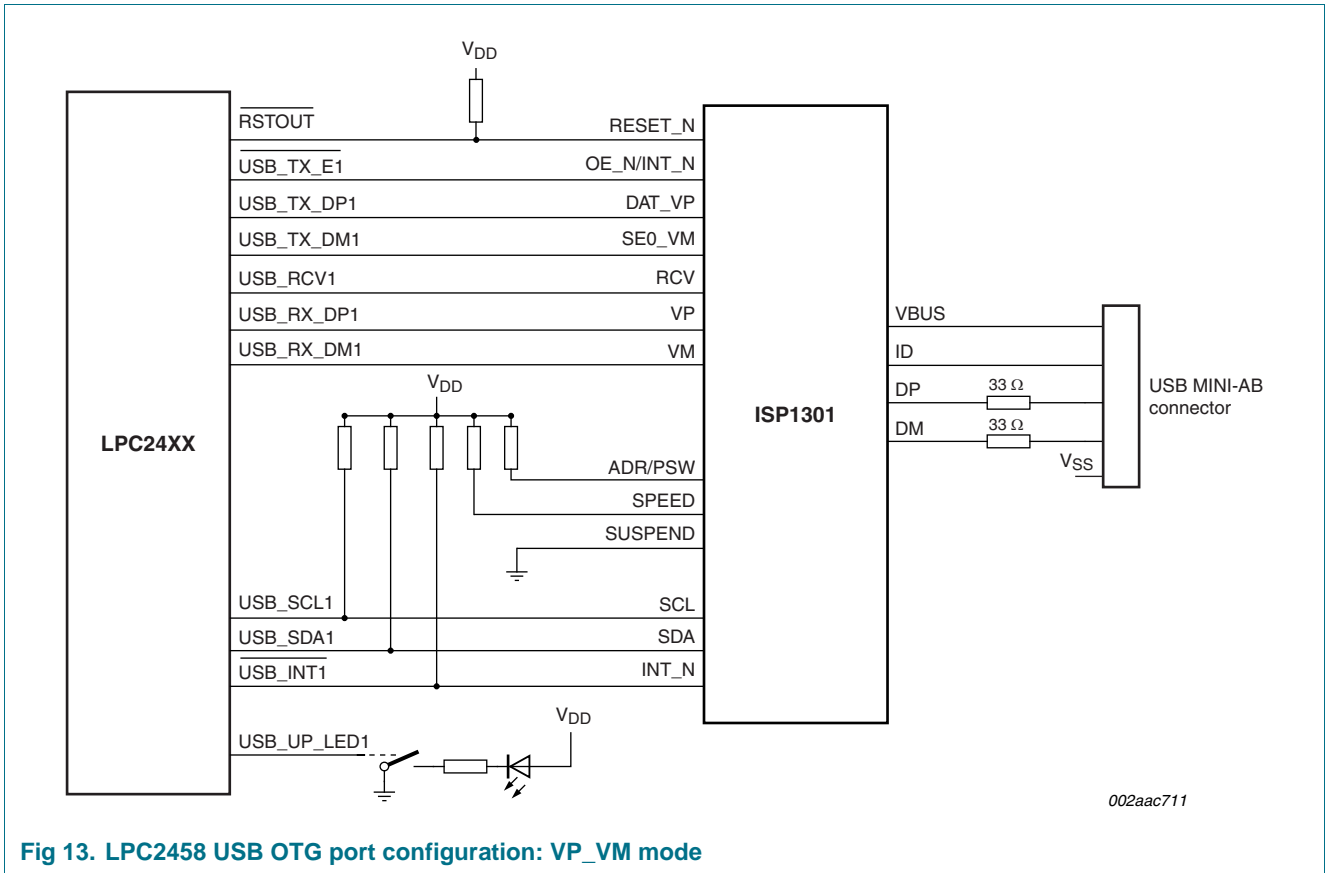 VDD
RSTOUT
RESET_N
USB_TX_E1
OE_N/INT_N
USB_TX_DP1
DAT_VP
USB_TX_DM1
SE0_VM
USB_RCV1
RCV
USB_RX_DP1
VP
USB_RX_DM1
VM
VDD
LPC24XX
ISP1301
VBUS
ID
DP
33 Ω
DM
33 Ω
VSS
USB MINI-AB
connector
ADR/PSW
SPEED
SUSPEND
USB_SCL1
SCL
USB_SDA1
SDA
USB_INT1
INT_N
VDD
USB_UP_LED1
002aac711
Fig 13. LPC2458 USB OTG port configuration: VP_VM mode